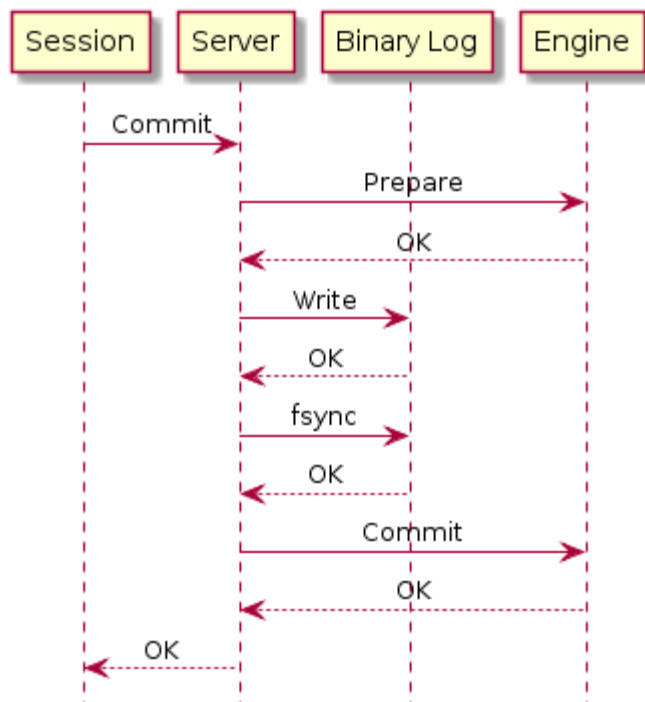 Session Server Binary Log Engine
Commit
Prepare
OK
Write
OK
fsync
OK
Commit
OK
OK